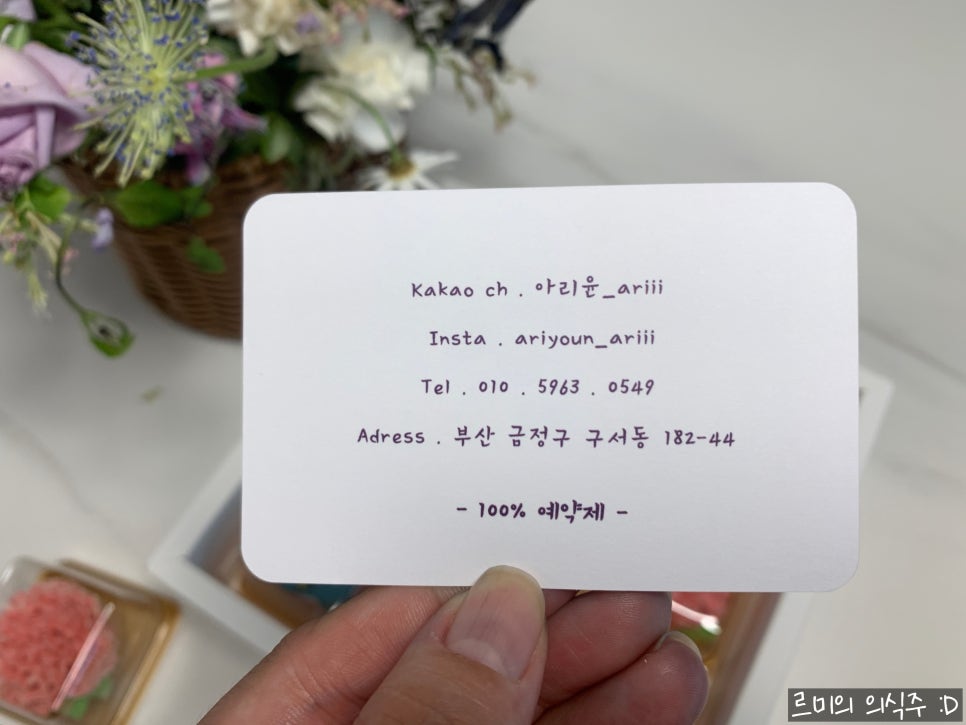 Kakao ch . 아리윤_ariii
Insta . ariyoun_ariii
Tel . 010 . 5963 . 0549
Adress . 부산 금정구 구서동 182-44
- 100% 예약제 -
르미의 의식주 :D